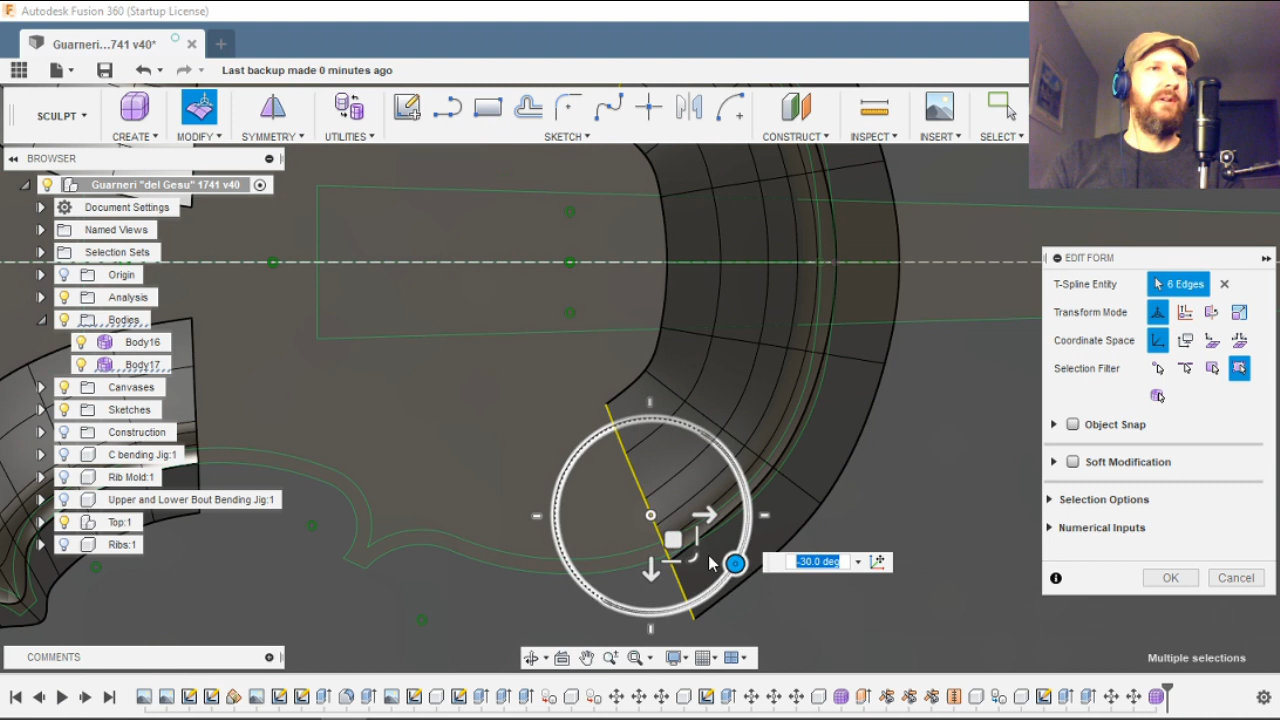 Autodesk Fusion 360 (Startup License)
Guarneri...741 v40*
Last backup made 0 minutes ago
SCULPT
CREATE
MODIFY
SYMMETRY
UTILITIES
SKETCH
CONSTRUCT
INSPECT
INSERT
SELECT
BROWSER
Guarneri "del Gesu" 1741 v40
Document Settings
Named Views
Selection Sets
Origin
Analysis
Bodies
Body16
Body17
Canvases
Sketches
Construction
C bending Jig:1
Rib Mold:1
Upper and Lower Bout Bending Jig:1
Top:1
Ribs:1
EDIT FORM
T-Spline Entity
6 Edges
Transform Mode
Coordinate Space
Selection Filter
Object Snap
Soft Modification
Selection Options
Numerical Inputs
OK
Cancel
-30.0 deg
COMMENTS
Multiple selections